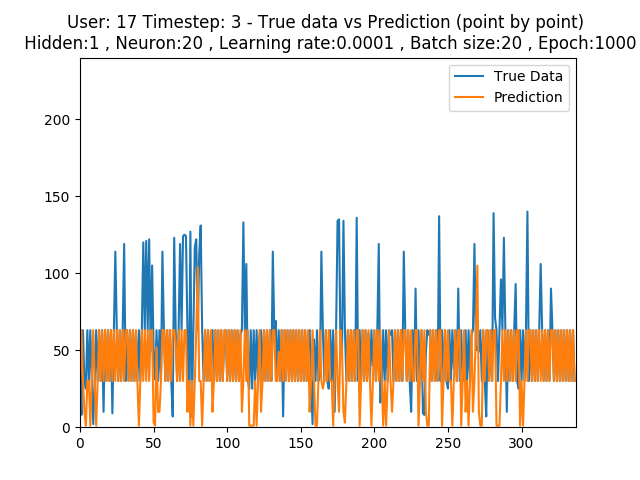 User: 17 Timestep: 3 - True data vs Prediction (point by point)
Hidden:1 , Neuron:20 , Learning rate:0.0001 , Batch size:20 , Epoch:1000
True Data
Prediction
200
150
100
50
0
0 50 100 150 200 250 300